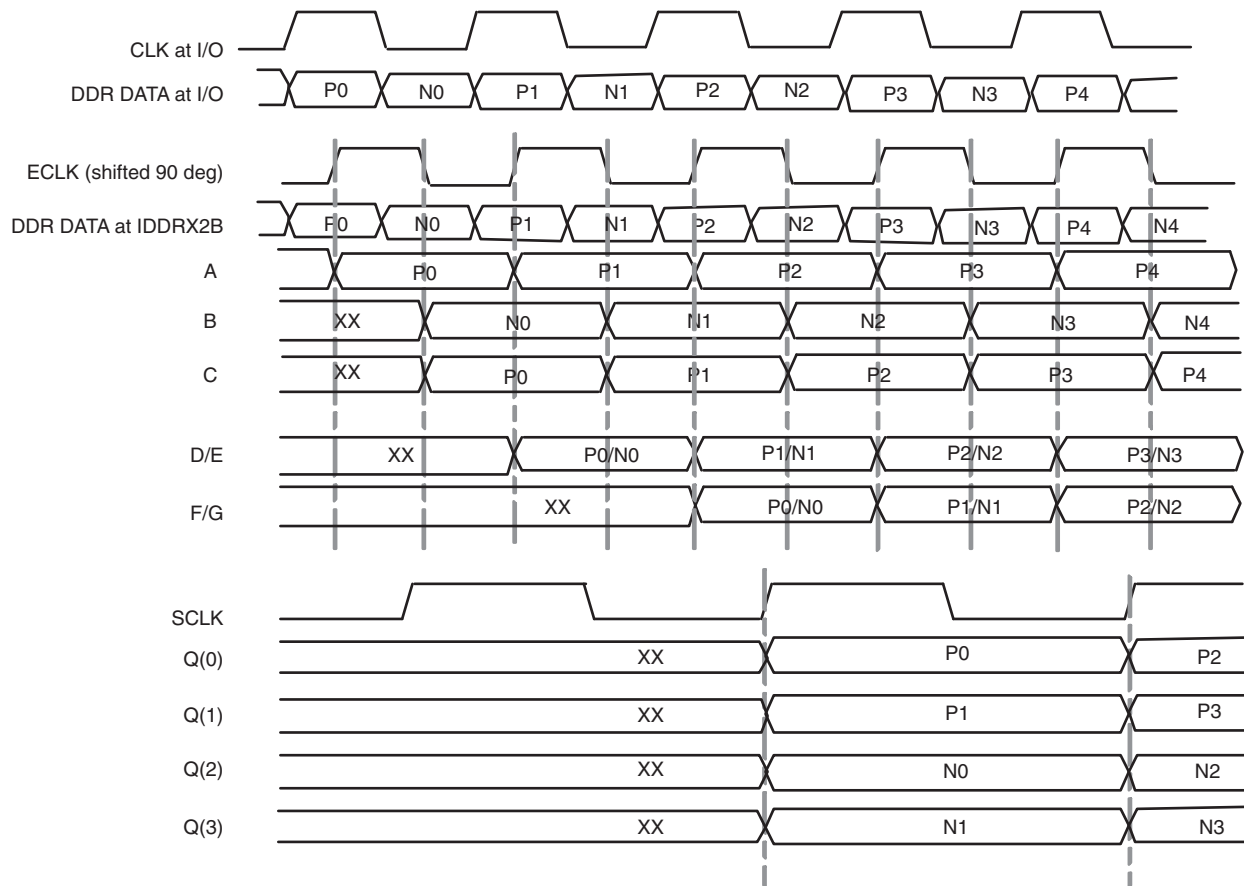 CLK at I/O
DDR DATA at I/O P0 N0 P1 N1 P2 N2 P3 N3 P4
ECLK (shifted 90 deg)
DDR DATA at IDDRX2B P0 N0 P1 N1 P2 N2 P3 N3 P4 N4
A P0 P1 P2 P3 P4
B XX N0 N1 N2 N3 N4
C XX P0 P1 P2 P3 P4
D/E XX P0/N0 P1/N1 P2/N2 P3/N3
F/G XX P0/N0 P1/N1 P2/N2
SCLK
Q(0) XX P0 P2
Q(1) XX P1 P3
Q(2) XX N0 N2
Q(3) XX N1 N3